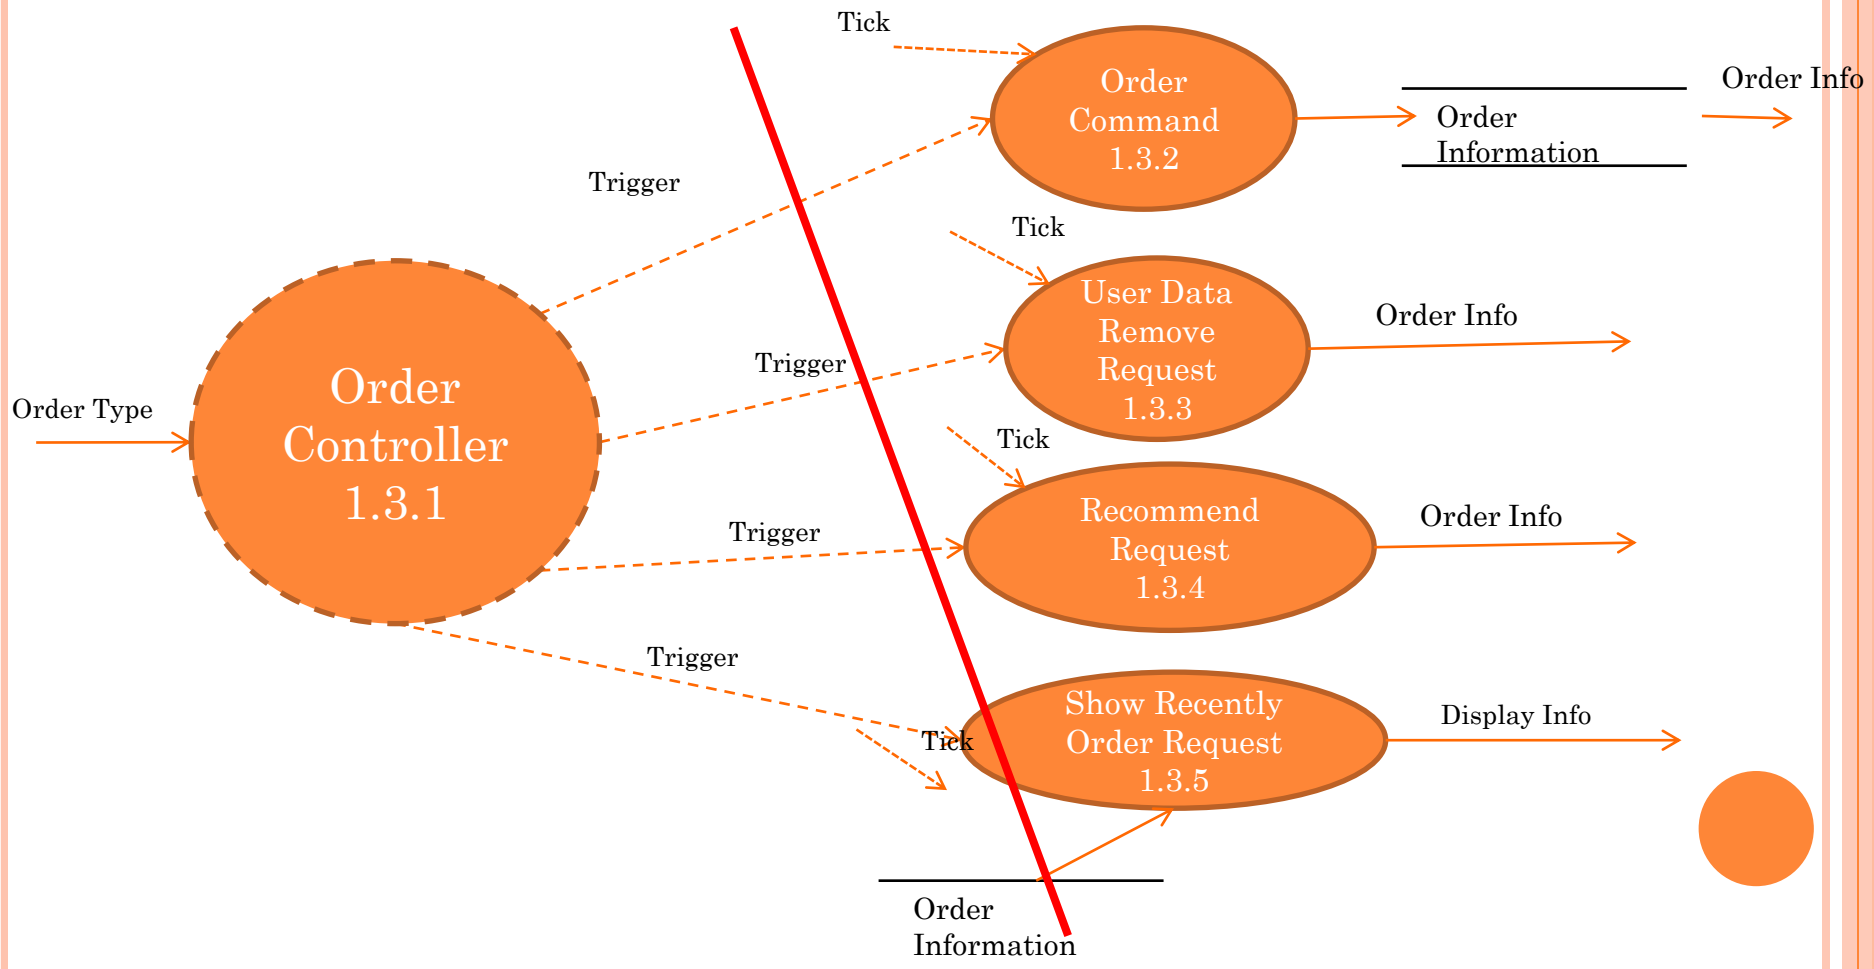 Tick
Order
Command
1.3.2
Order Info
Order
Information
Trigger
Tick
User Data
Remove
Request
1.3.3
Order Info
Trigger
Order Type
Order
Controller
1.3.1
Tick
Recommend
Request
1.3.4
Order Info
Trigger
Trigger
Tick
Show Recently
Order Request
1.3.5
Display Info
Order
Information